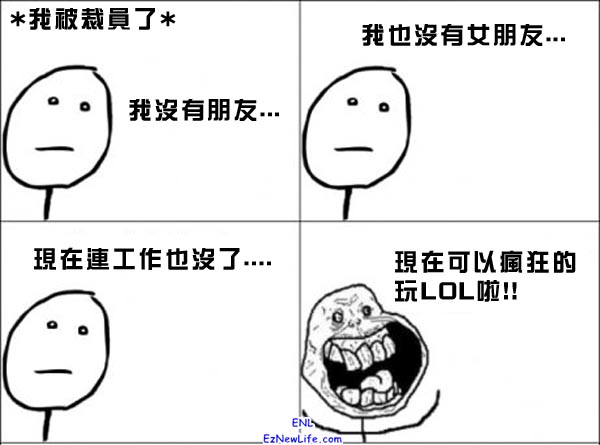 *我被裁員了*
我沒有朋友...
我也沒有女朋友...
現在連工作也沒了....
現在可以瘋狂的
玩LOL啦!!
ENL
EzNewLife.com